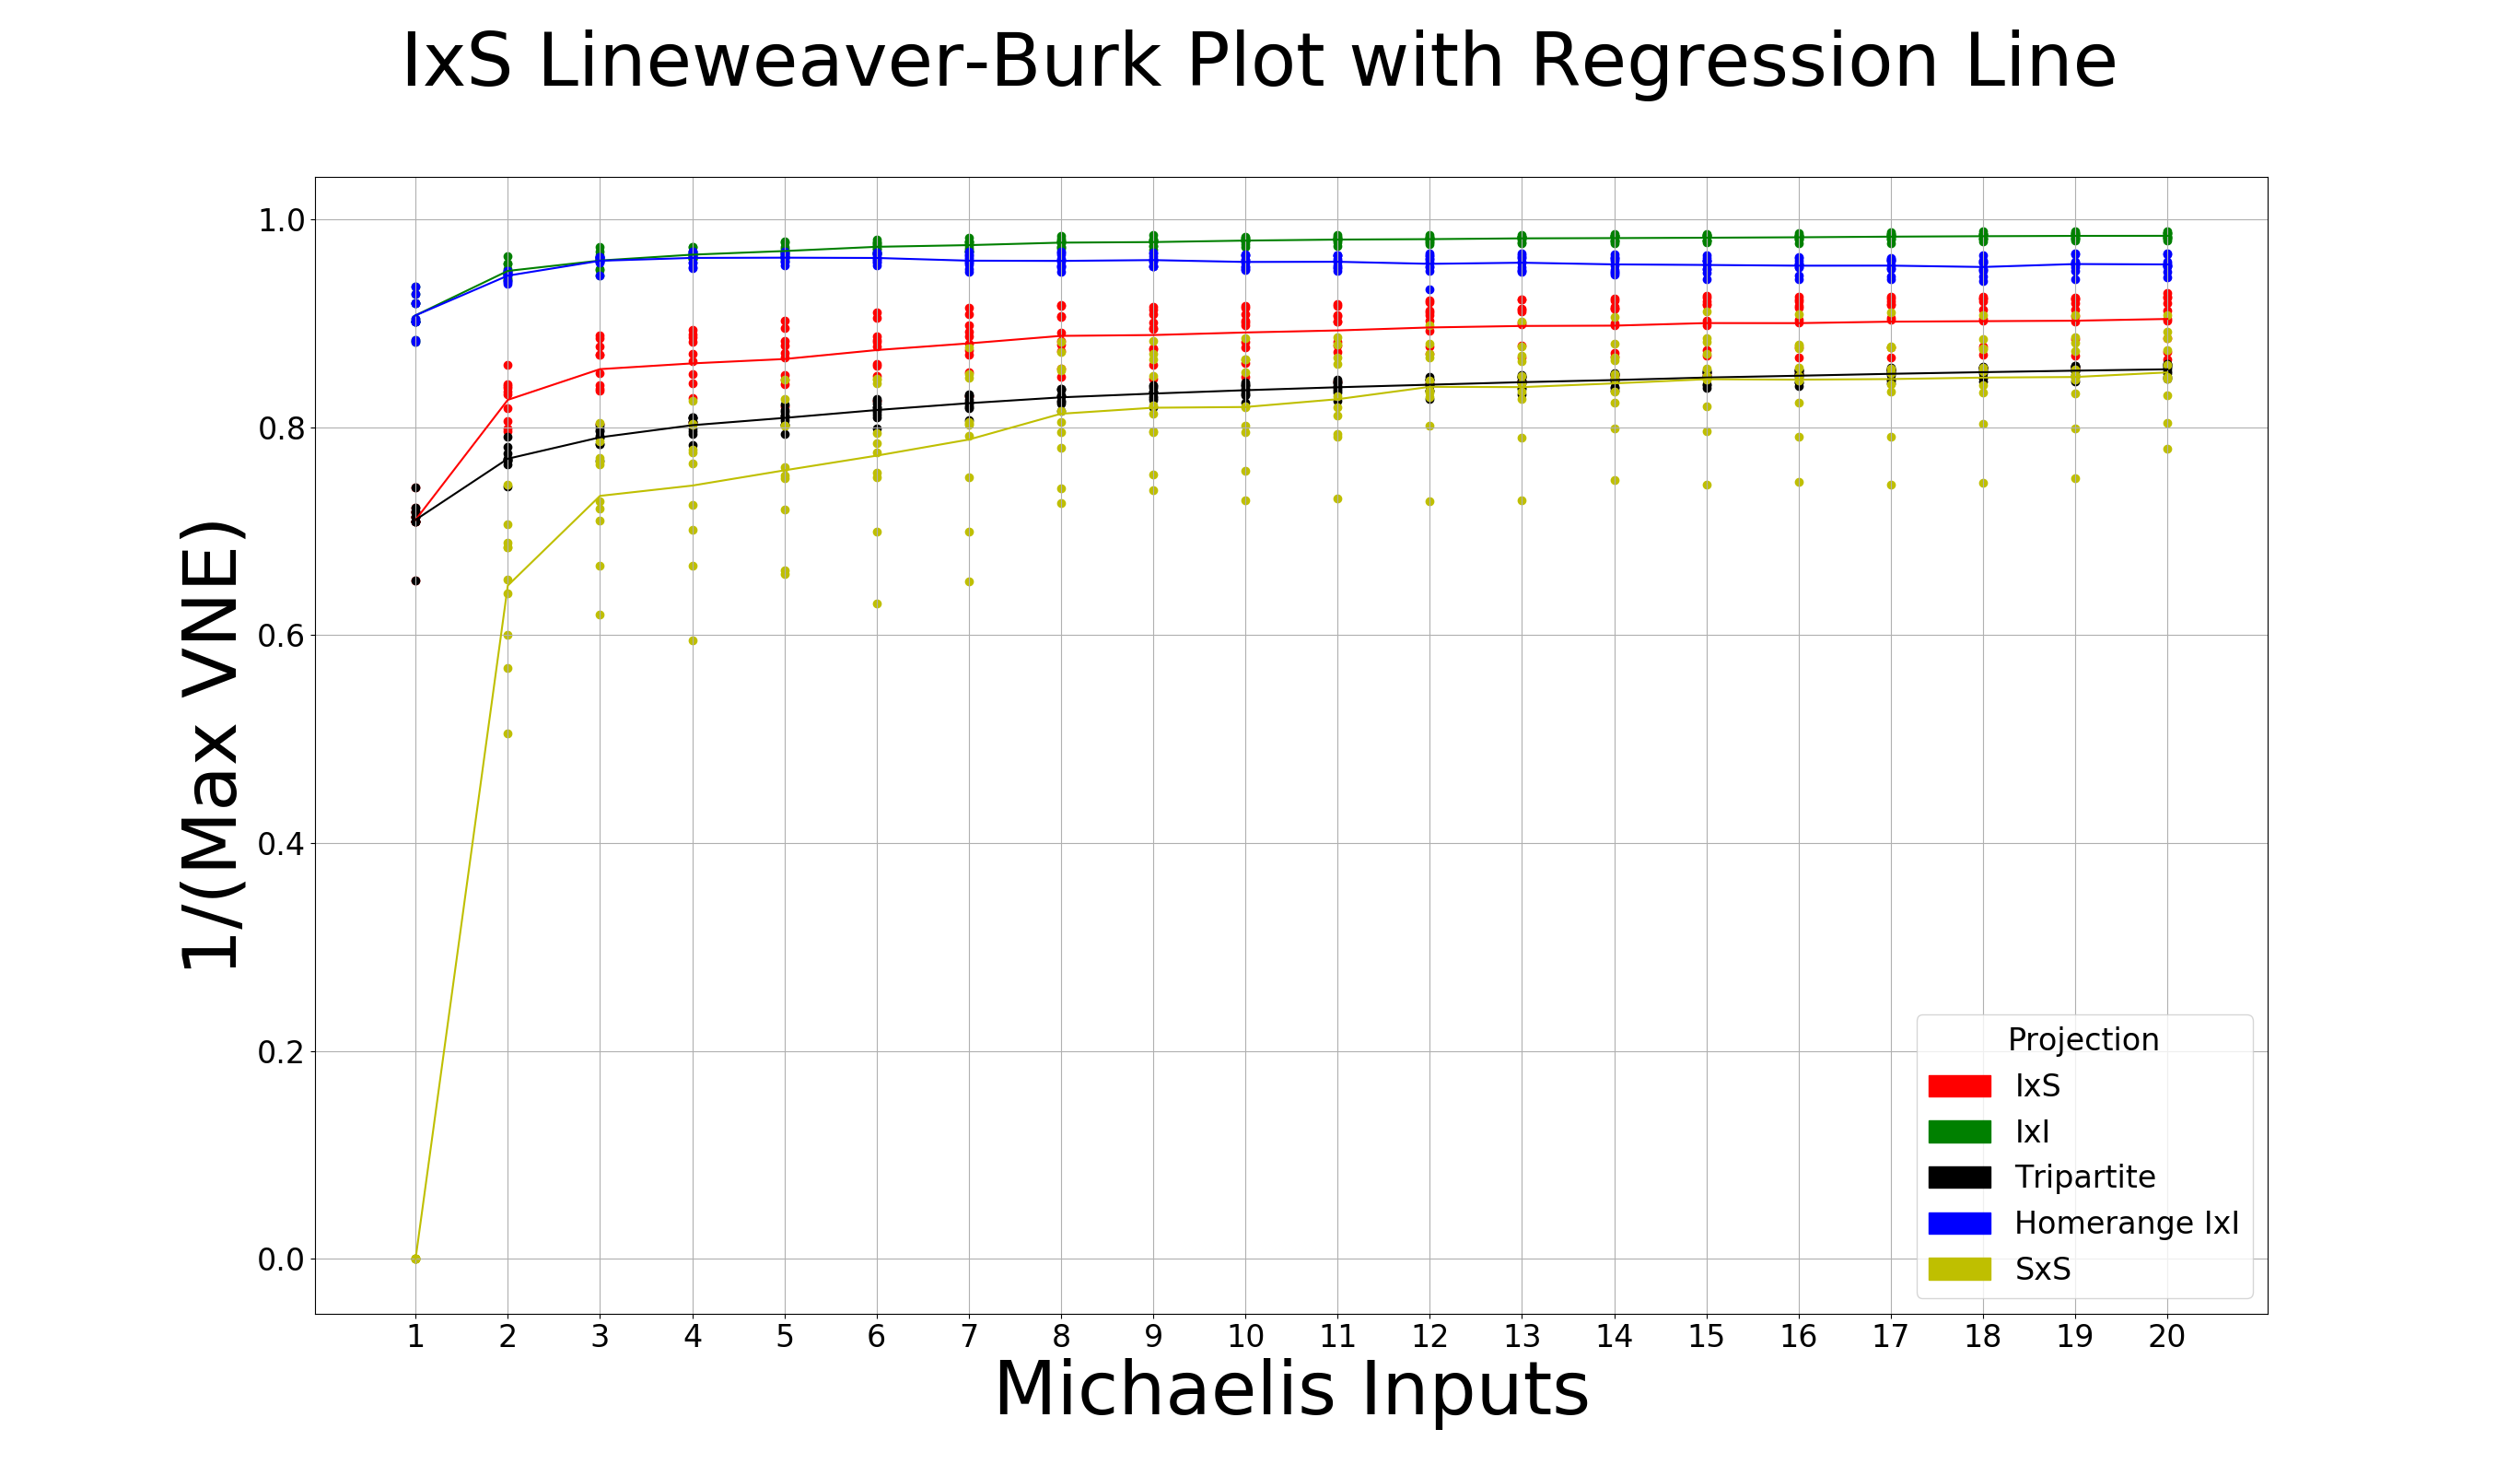 IxS Lineweaver-Burk Plot with Regression Line
1/(Max VNE)
1.0
0.8
0.6
0.4
0.2
0.0
1 2 3 4 5 6 7 8 9 10 11 12 13 14 15 16 17 18 19 20
Michaelis Inputs
Projection
IxS
IxI
Tripartite
Homerange IxI
SxS